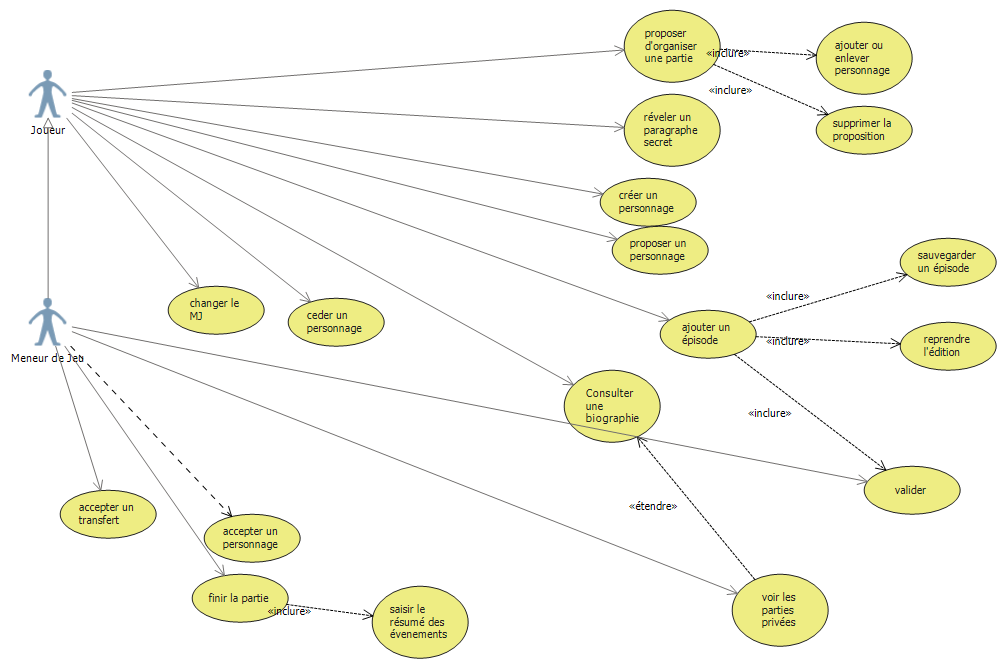 proposer
d'organiser
une partie
«inclure»
ajouter ou
enlever
personnage
«inclure»
supprimer la
proposition
Joueur
réveler un
paragraphe
secret
créer un
personnage
proposer un
personnage
sauvegarder
un épisode
«inclure»
changer le
MJ
ceder un
personnage
ajouter un
épisode
«inclure»
reprendre
l'édition
Meneur de Jeu
Consulter
une
biographie
«inclure»
valider
accepter un
transfert
«étendre»
accepter un
personnage
finir la partie
«inclure»
saisir le
résumé des
évenements
voir les
parties
privées